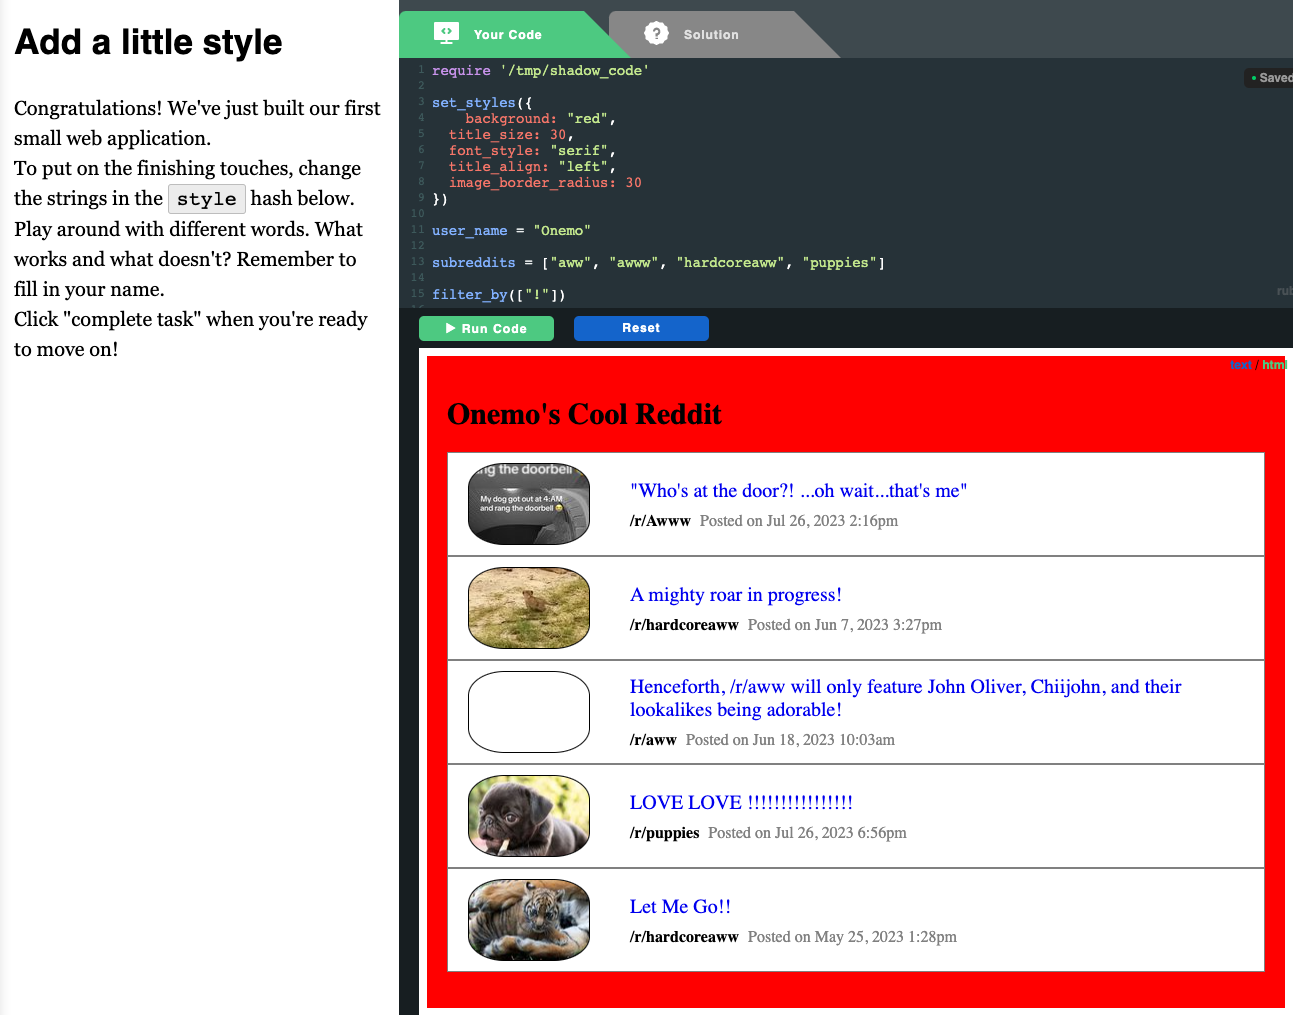 Add a little style
Congratulations! We've just built our first
small web application.
To put on the finishing touches, change
the strings in the style hash below.
Play around with different words. What
works and what doesn't? Remember to
fill in your name.
Click "complete task" when you're ready
to move on!
Your Code
Solution
Saved
1 require '/tmp/shadow_code'
2
3 set_styles({
4     background: "red",
5   title_size: 30,
6   font_style: "serif",
7   title_align: "left",
8   image_border_radius: 30
9 })
10
11 user_name = "Onemo"
12
13 subreddits = ["aww", "awww", "hardcoreaww", "puppies"]
14
15 filter_by(["!"])
Run Code
Reset
text / html
Onemo's Cool Reddit
ng the doorbell
My dog got out at 4:AM
and rang the doorbell 😂
"Who's at the door?! ...oh wait...that's me"
/r/Awww Posted on Jul 26, 2023 2:16pm
A mighty roar in progress!
/r/hardcoreaww Posted on Jun 7, 2023 3:27pm
Henceforth, /r/aww will only feature John Oliver, Chiijohn, and their
lookalikes being adorable!
/r/aww Posted on Jun 18, 2023 10:03am
LOVE LOVE !!!!!!!!!!!!!!!!
/r/puppies Posted on Jul 26, 2023 6:56pm
Let Me Go!!
/r/hardcoreaww Posted on May 25, 2023 1:28pm